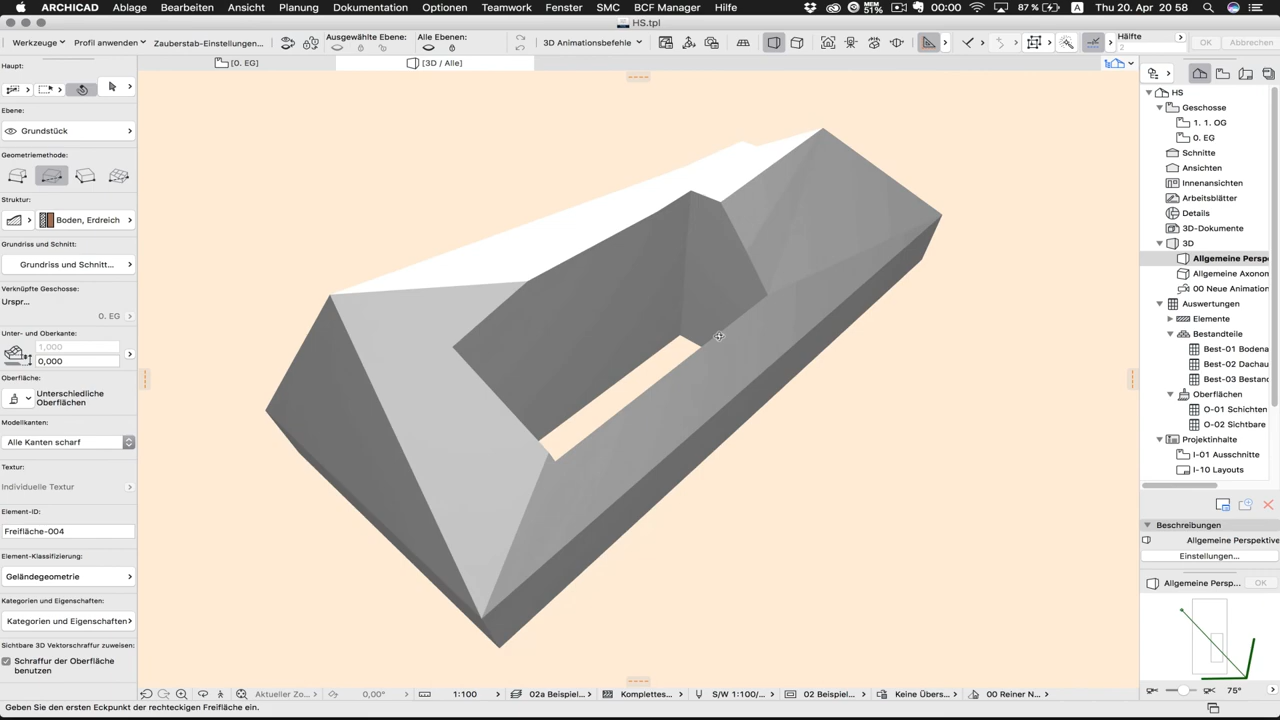 ARCHICAD Ablage Bearbeiten Ansicht Planung Dokumentation Optionen Teamwork Fenster SMC BCF Manager Hilfe
MEM 51% 00:00 87 % A Thu 20. Apr 20 58
HS.tpl
Werkzeuge Profil anwenden Zauberstab-Einstellungen...
Ausgewählte Ebene: Alle Ebenen:
3D Animationsbefehle
Hälfte
2
OK Abbrechen
[0. EG]
[3D / Alle]
Haupt:
Ebene:
Grundstück
Geometriemethode:
Struktur:
Boden, Erdreich
Grundriss und Schnitt:
Grundriss und Schnitt...
Verknüpfte Geschosse:
Urspr...
0. EG
Unter- und Oberkante:
1,000
0,000
Oberfläche:
Unterschiedliche
Oberflächen
Modellkanten:
Alle Kanten scharf
Textur:
Individuelle Textur
Element-ID:
Freifläche-004
Element-Klassifizierung:
Geländegeometrie
Kategorien und Eigenschaften:
Kategorien und Eigenschaften
Sichtbare 3D Vektorschraffur zuweisen:
Schraffur der Oberfläche
benutzen
HS
Geschosse
1. 1. OG
0. EG
Schnitte
Ansichten
Innenansichten
Arbeitsblätter
Details
3D-Dokumente
3D
Allgemeine Persp
Allgemeine Axonom
00 Neue Animation
Auswertungen
Elemente
Bestandteile
Best-01 Bodena
Best-02 Dachau
Best-03 Bestand
Oberflächen
O-01 Schichten
O-02 Sichtbare
Projektinhalte
I-01 Ausschnitte
I-10 Layouts
Beschreibungen
Allgemeine Perspektive
Einstellungen...
Allgemeine Persp... OK
75°
Aktueller Zo... 0,00° 1:100 02a Beispiel... Komplettes... S/W 1:100/... 02 Beispiel... Keine Übers... 00 Reiner N...
Geben Sie den ersten Eckpunkt der rechteckigen Freifläche ein.